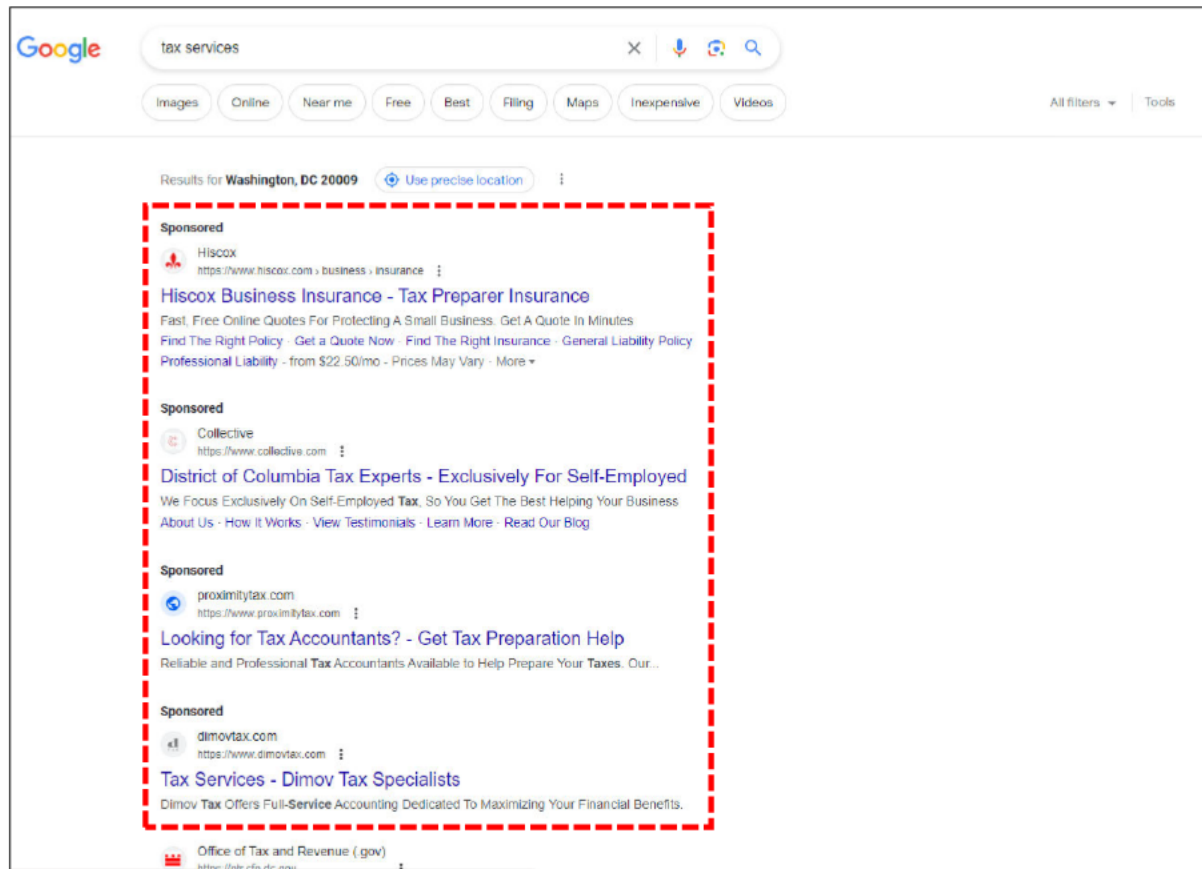 Google
tax services
Images Online Near me Free Best Filing Maps Inexpensive Videos All filters Tools
Results for Washington, DC 20009 Use precise location
Sponsored
Hiscox
https://www.hiscox.com › business › insurance
Hiscox Business Insurance - Tax Preparer Insurance
Fast, Free Online Quotes For Protecting A Small Business. Get A Quote In Minutes
Find The Right Policy · Get a Quote Now · Find The Right Insurance · General Liability Policy
Professional Liability - from $22.50/mo - Prices May Vary · More
Sponsored
Collective
https://www.collective.com
District of Columbia Tax Experts - Exclusively For Self-Employed
We Focus Exclusively On Self-Employed Tax, So You Get The Best Helping Your Business
About Us · How It Works · View Testimonials · Learn More · Read Our Blog
Sponsored
proximitytax.com
https://www.proximitytax.com
Looking for Tax Accountants? - Get Tax Preparation Help
Reliable and Professional Tax Accountants Available to Help Prepare Your Taxes. Our...
Sponsored
dimovtax.com
https://www.dimovtax.com
Tax Services - Dimov Tax Specialists
Dimov Tax Offers Full-Service Accounting Dedicated To Maximizing Your Financial Benefits.
Office of Tax and Revenue (.gov)